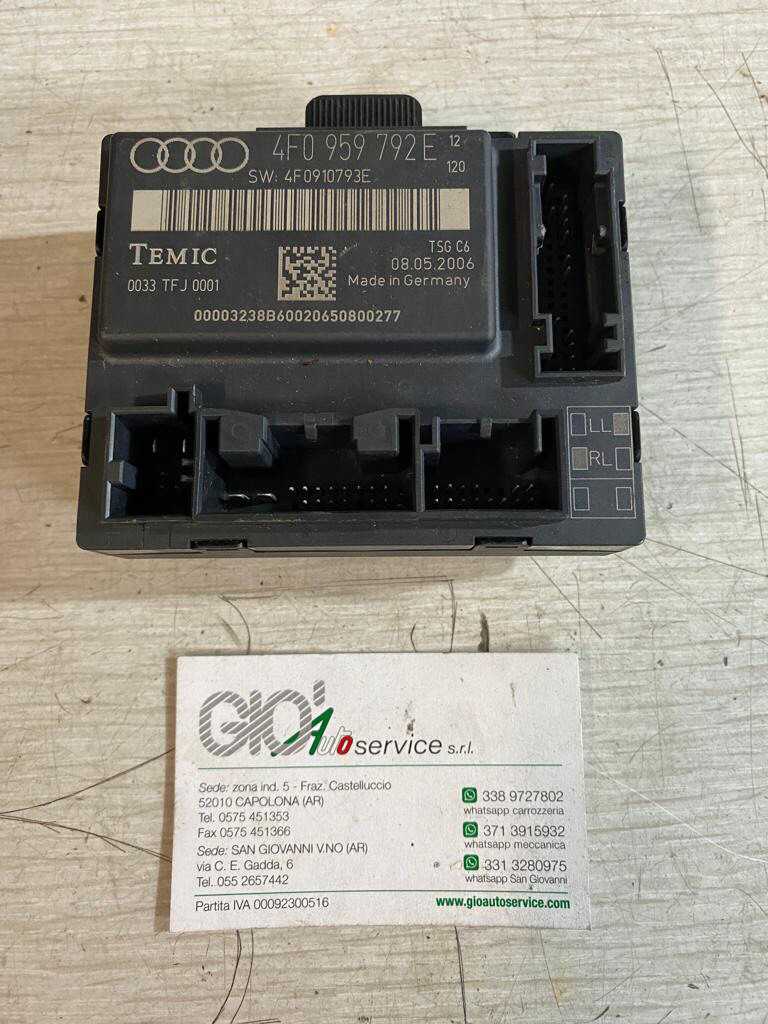 4F0 959 792 E 12
120
SW: 4F0910793E
TEMIC
TSG C6
08.05.2006
0033 TFJ 0001
Made in Germany
00003238B60020650800277
LL
RL
GIO' Auto service s.r.l.
Sede: zona ind. 5 - Fraz. Castelluccio
52010 CAPOLONA (AR)
Tel. 0575 451353
Fax 0575 451366
Sede: SAN GIOVANNI V.NO (AR)
via C. E. Gadda, 6
Tel. 055 2657442
338 9727802
whatsapp carrozzeria
371 3915932
whatsapp meccanica
331 3280975
whatsapp San Giovanni
Partita IVA 00092300516
www.gioautoservice.com